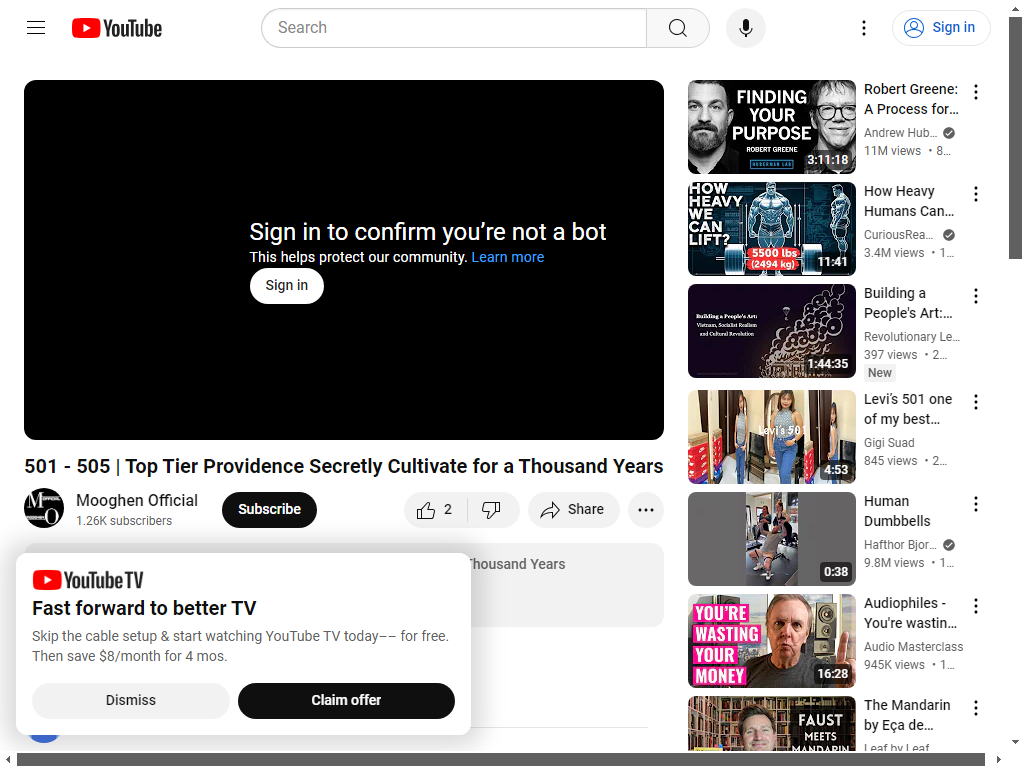 YouTube
Search
Sign in
Sign in to confirm you're not a bot
This helps protect our community. Learn more
Sign in
501 - 505 | Top Tier Providence Secretly Cultivate for a Thousand Years
Mooghen Official
1.26K subscribers
Subscribe
2
Share
Thousand Years
YouTube TV
Fast forward to better TV
Skip the cable setup & start watching YouTube TV today–– for free.
Then save $8/month for 4 mos.
Dismiss
Claim offer
FINDING
YOUR
PURPOSE
ROBERT GREENE
HUBERMAN LAB
3:11:18
Robert Greene:
A Process for...
Andrew Hub...
11M views • 8...
HOW
HEAVY
WE
CAN
LIFT?
5500 lbs
(2494 kg)
11:41
How Heavy
Humans Can...
CuriousRea...
3.4M views • 1...
Building a People's Art:
Vietnam, Socialist Realism
and Cultural Revolution
1:44:35
Building a
People's Art:...
Revolutionary Le...
397 views • 2...
New
Levi's 501
4:53
Levi's 501 one
of my best...
Gigi Suad
845 views • 2...
0:38
Human
Dumbbells
Hafthor Bjor...
9.8M views • 1...
YOU'RE
WASTING
YOUR
MONEY
16:28
Audiophiles -
You're wastin...
Audio Masterclass
945K views • 1...
FAUST
MEETS
MANDARIN
The Mandarin
by Eça de...
Leaf by Leaf